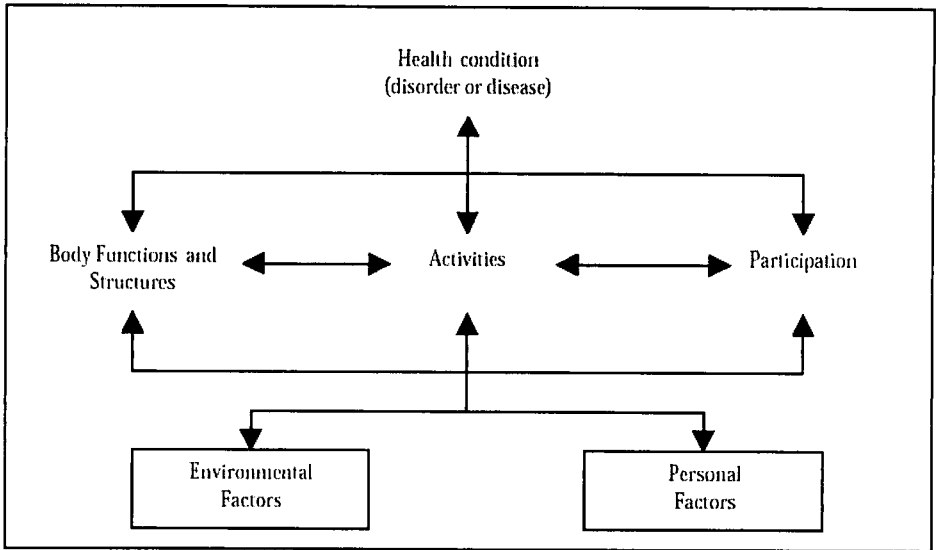 Health condition
(disorder or disease)
Body Functions and
Structures
Activities
Participation
Environmental
Factors
Personal
Factors